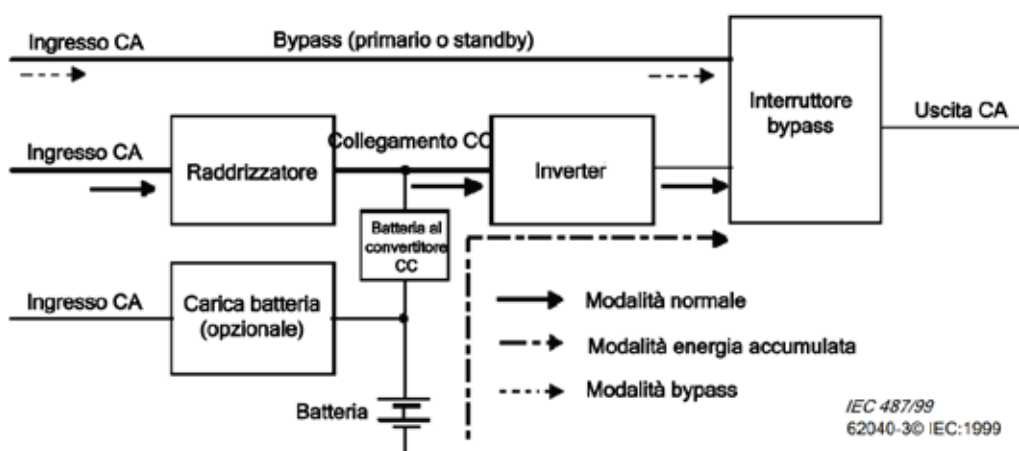 Ingresso CA
Bypass (primario o standby)
Interruttore
bypass
Uscita CA
Ingresso CA
Raddrizzatore
Collegamento CC
Inverter
Batteria al
convertitore
CC
Ingresso CA
Carica batteria
(opzionale)
Batteria
Modalità normale
Modalità energia accumulata
Modalità bypass
IEC 487/99
62040-3© IEC:1999